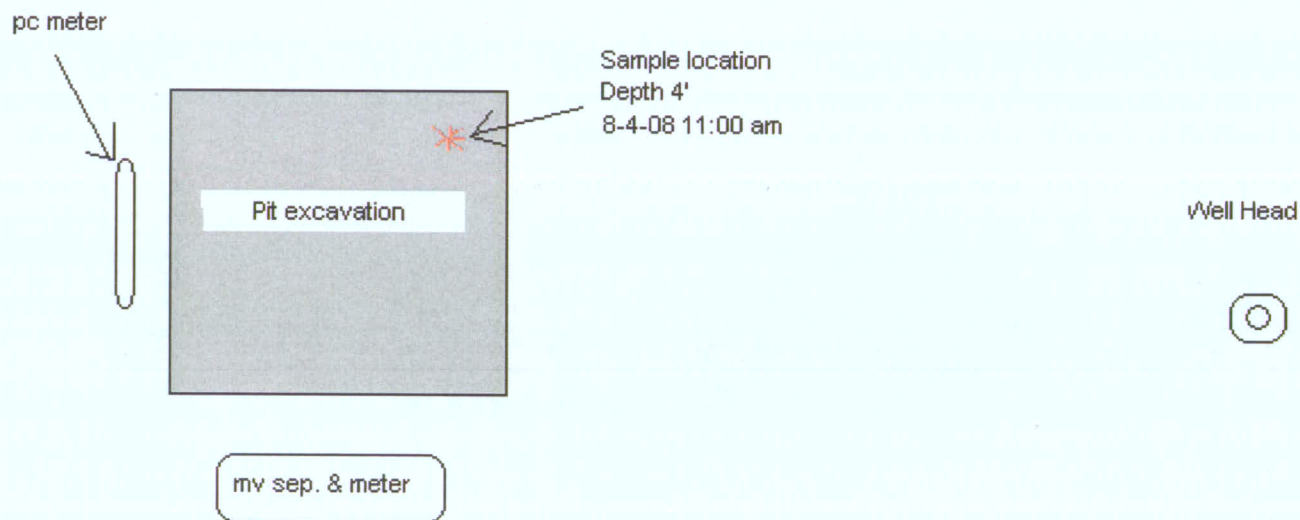 pc meter
Sample location
Depth 4'
8-4-08 11:00 am
Pit excavation
Well Head
mv sep. & meter